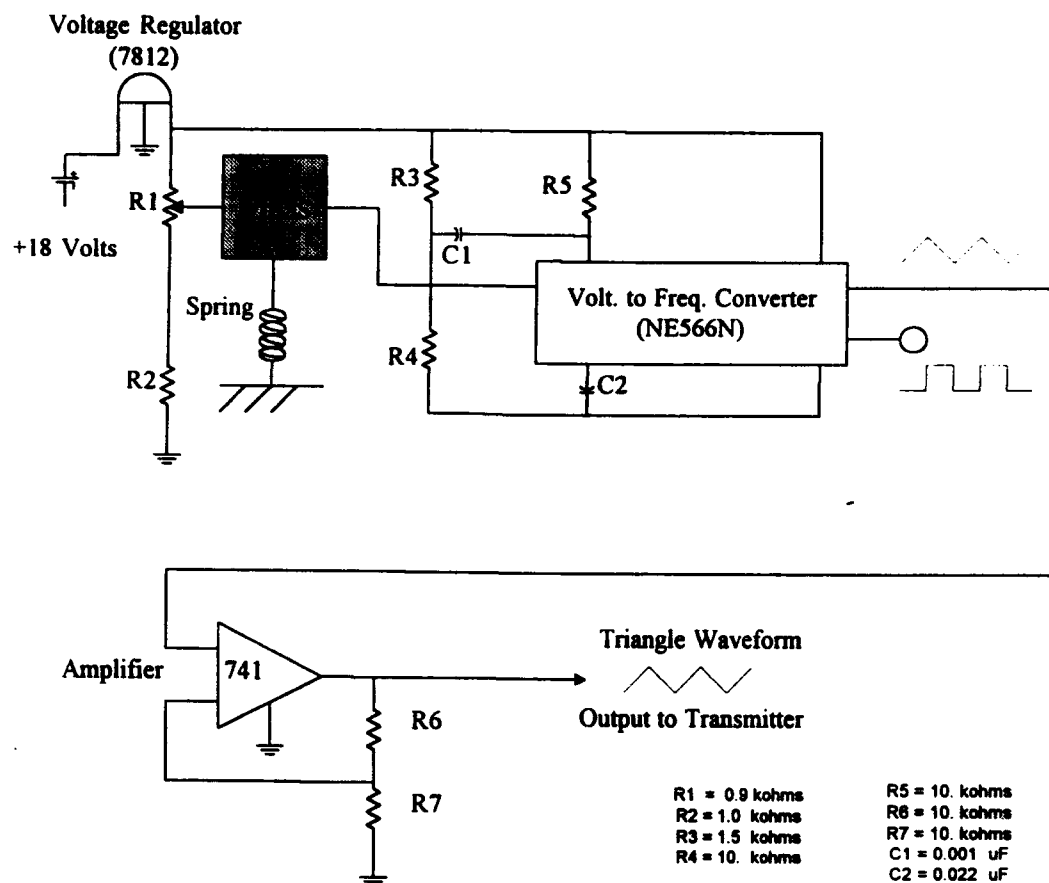 Voltage Regulator
(7812)
R1
+18 Volts
R2
Spring
R3
R5
C1
R4
Volt. to Freq. Converter
(NE566N)
C2
Amplifier
741
R6
R7
Triangle Waveform
Output to Transmitter
R1 = 0.9 kohms
R2 = 1.0 kohms
R3 = 1.5 kohms
R4 = 10. kohms
R5 = 10. kohms
R6 = 10. kohms
R7 = 10. kohms
C1 = 0.001 uF
C2 = 0.022 uF